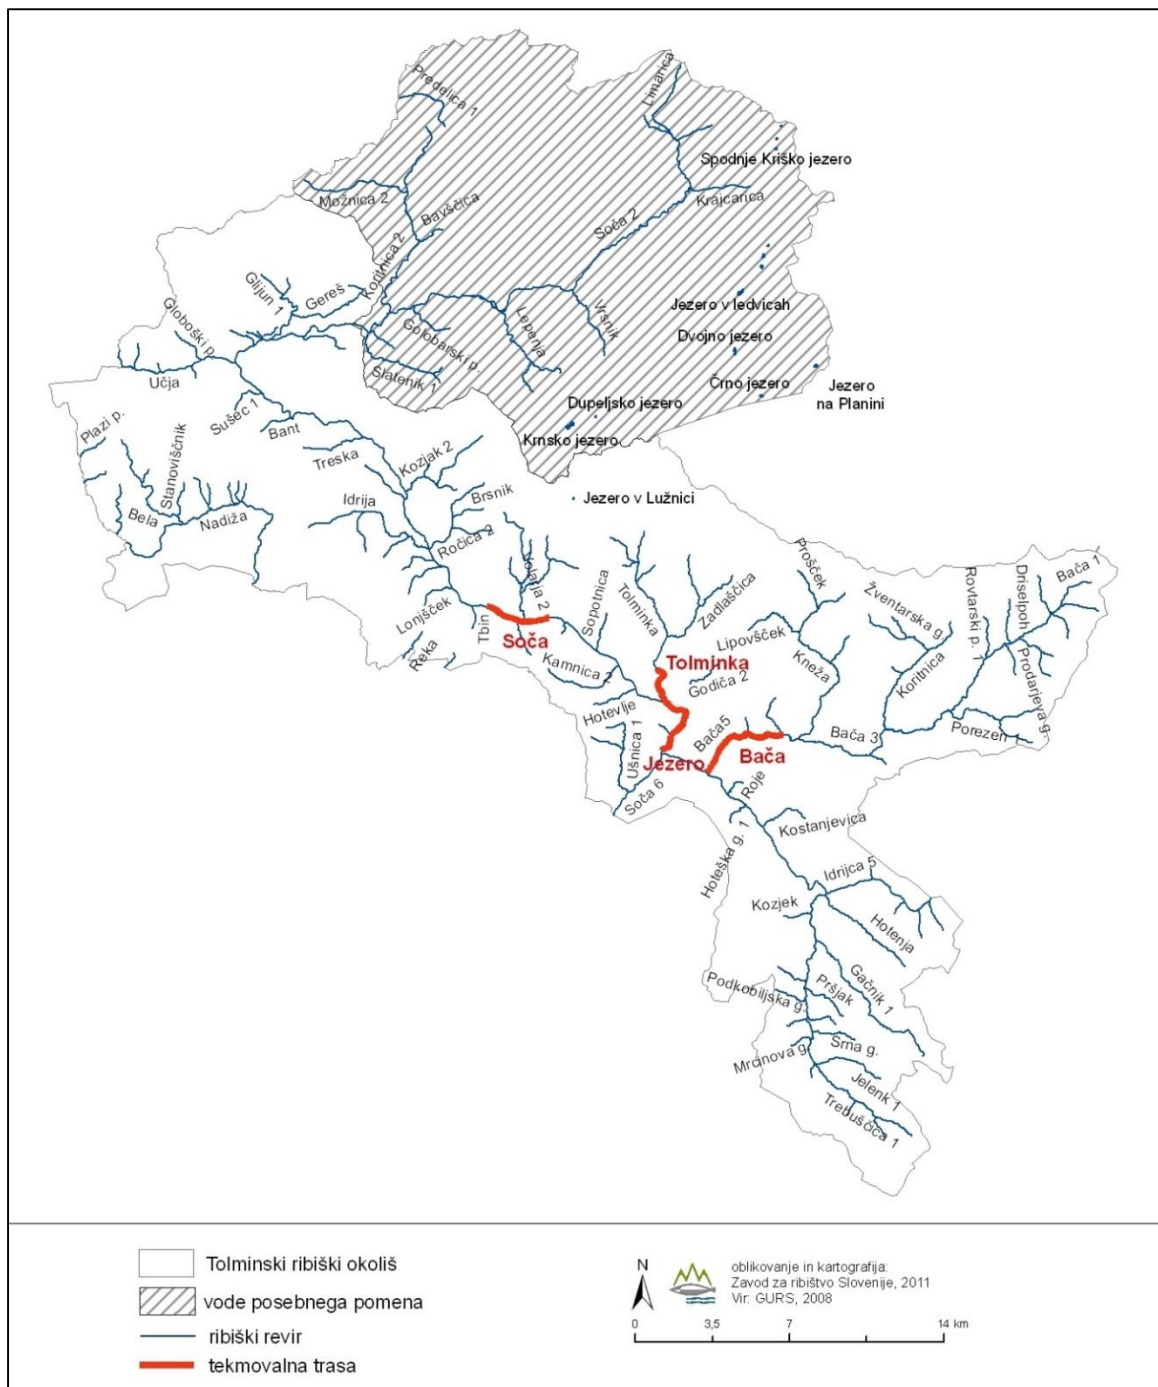 Predelica 1
Limarica
Spodnje Kriško jezero
Možnica 2
Krajcarica
Bavščica
Soča 2
Koritnica 2
Glijun 1
Gereš
Jezero v ledvicah
Globoški p.
Golobarski p.
Lepenja
Vrsnik
Dvojno jezero
Učja
Slatenik 1
Črno jezero
Jezero
na Planini
Sušec 1
Dupeljsko jezero
Plazi p.
Bant
Krnsko jezero
Treska
Kozjak 2
Stanoviščnik
Idrija
Brsnik
Jezero v Lužnici
Bela
Nadiža
Ročica 2
Volarja 2
Prošček
Sopotnica
Tolminka
Zadlaščica
Žventarska g.
Rovtarski p. 1
Driselpoh
Bača 1
Lonjšček
Tbin
Soča
Lipovšček
Reka
Kamnica 2
Tolminka
Godiča 2
Kneža
Koritnica
Prodarjeva g.
Hotevlje
Bača5
Ušnica 1
Jezero
Bača
Bača 3
Porezen 1
Soča 6
Roje
Kostanjevica
Hoteška g. 1
Idrijca 5
Kozjek
Hotenja
Gačnik 1
Podkobiljska g.
Pršjak
Srna g.
Mrcinova g.
Jelenk 1
Trebuščica 1
Tolminski ribiški okoliš
vode posebnega pomena
ribiški revir
tekmovalna trasa
N
oblikovanje in kartografija:
Zavod za ribištvo Slovenije, 2011
Vir: GURS, 2008
0 3,5 7 14 km